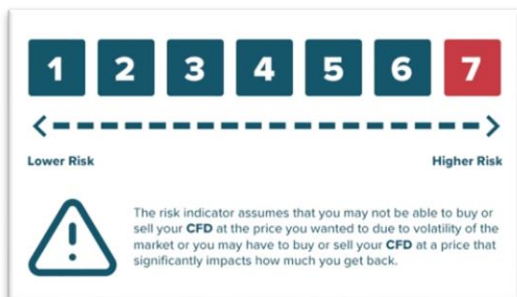 1 2 3 4 5 6 7
Lower Risk Higher Risk
The risk indicator assumes that you may not be able to buy or
sell your CFD at the price you wanted to due to volatility of the
market or you may have to buy or sell your CFD at a price that
significantly impacts how much you get back.